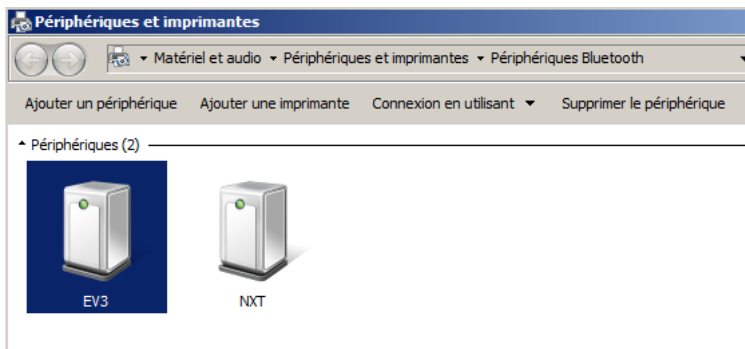 Périphériques et imprimantes
Matériel et audio Périphériques et imprimantes Périphériques Bluetooth
Ajouter un périphérique Ajouter une imprimante Connexion en utilisant Supprimer le périphérique
Périphériques (2)
EV3 NXT